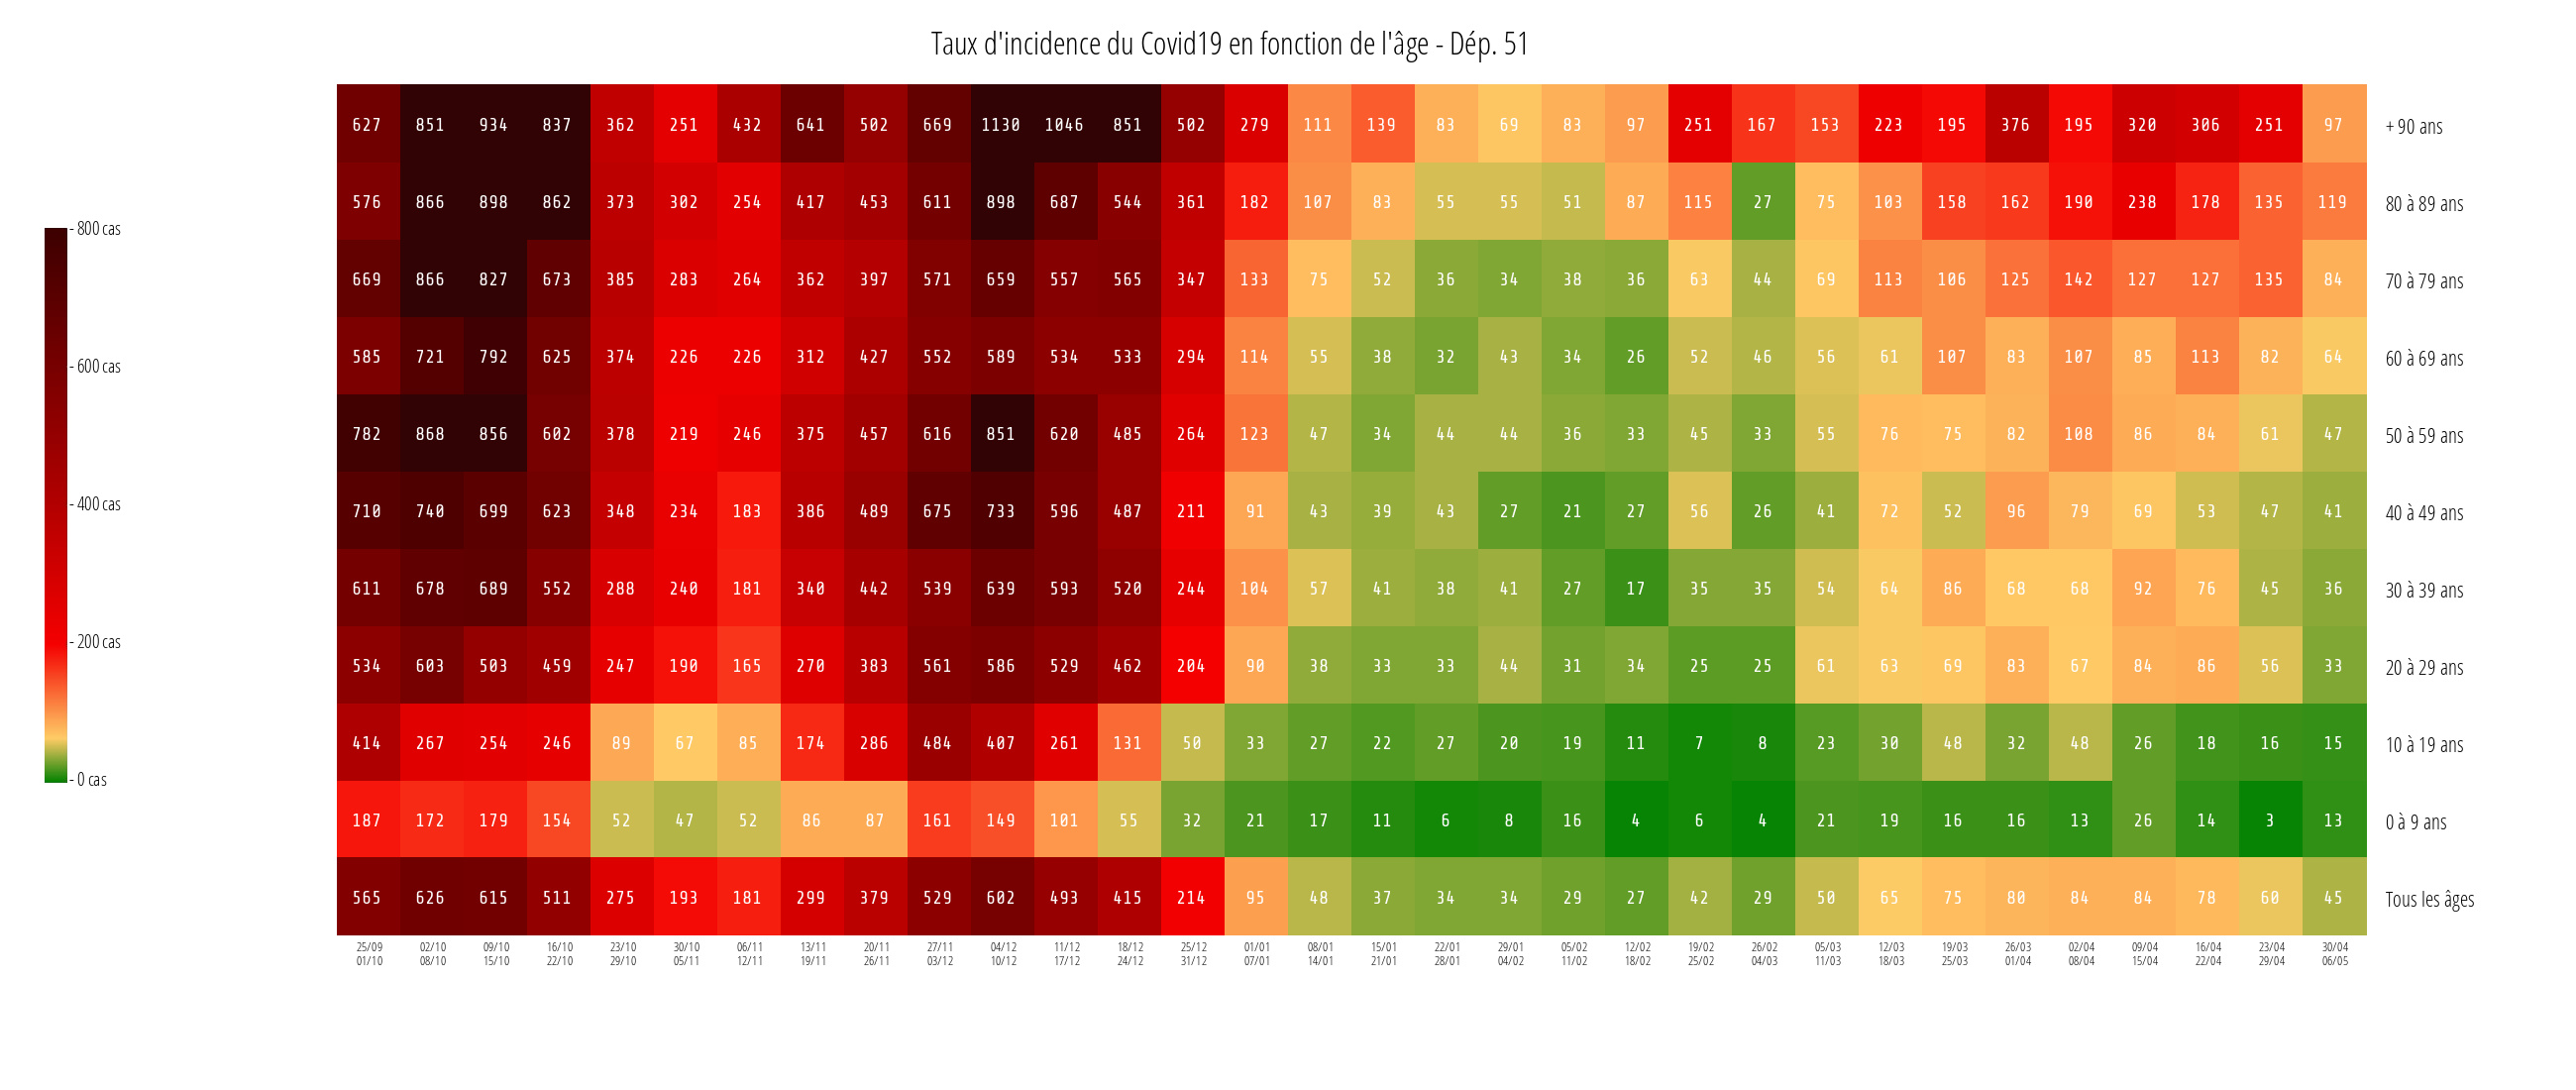 Taux d'incidence du Covid19 en fonction de l'âge - Dép. 51
- 800 cas
- 600 cas
- 400 cas
- 200 cas
- 0 cas
627 851 934 837 362 251 432 641 502 669 1130 1046 851 502 279 111 139 83 69 83 97 251 167 153 223 195 376 195 320 306 251 97 + 90 ans
576 866 898 862 373 302 254 417 453 611 898 687 544 361 182 107 83 55 55 51 87 115 27 75 103 158 162 190 238 178 135 119 80 à 89 ans
669 866 827 673 385 283 264 362 397 571 659 557 565 347 133 75 52 36 34 38 36 63 44 69 113 106 125 142 127 127 135 84 70 à 79 ans
585 721 792 625 374 226 226 312 427 552 589 534 533 294 114 55 38 32 43 34 26 52 46 56 61 107 83 107 85 113 82 64 60 à 69 ans
782 868 856 602 378 219 246 375 457 616 851 620 485 264 123 47 34 44 44 36 33 45 33 55 76 75 82 108 86 84 61 47 50 à 59 ans
710 740 699 623 348 234 183 386 489 675 733 596 487 211 91 43 39 43 27 21 27 56 26 41 72 52 96 79 69 53 47 41 40 à 49 ans
611 678 689 552 288 240 181 340 442 539 639 593 520 244 104 57 41 38 41 27 17 35 35 54 64 86 68 68 92 76 45 36 30 à 39 ans
534 603 503 459 247 190 165 270 383 561 586 529 462 204 90 38 33 33 44 31 34 25 25 61 63 69 83 67 84 86 56 33 20 à 29 ans
414 267 254 246 89 67 85 174 286 484 407 261 131 50 33 27 22 27 20 19 11 7 8 23 30 48 32 48 26 18 16 15 10 à 19 ans
187 172 179 154 52 47 52 86 87 161 149 101 55 32 21 17 11 6 8 16 4 6 4 21 19 16 16 13 26 14 3 13 0 à 9 ans
565 626 615 511 275 193 181 299 379 529 602 493 415 214 95 48 37 34 34 29 27 42 29 50 65 75 80 84 84 78 60 45 Tous les âges
25/09 02/10 09/10 16/10 23/10 30/10 06/11 13/11 20/11 27/11 04/12 11/12 18/12 25/12 01/01 08/01 15/01 22/01 29/01 05/02 12/02 19/02 26/02 05/03 12/03 19/03 26/03 02/04 09/04 16/04 23/04 30/04
01/10 08/10 15/10 22/10 29/10 05/11 12/11 19/11 26/11 03/12 10/12 17/12 24/12 31/12 07/01 14/01 21/01 28/01 04/02 11/02 18/02 25/02 04/03 11/03 18/03 25/03 01/04 08/04 15/04 22/04 29/04 06/05